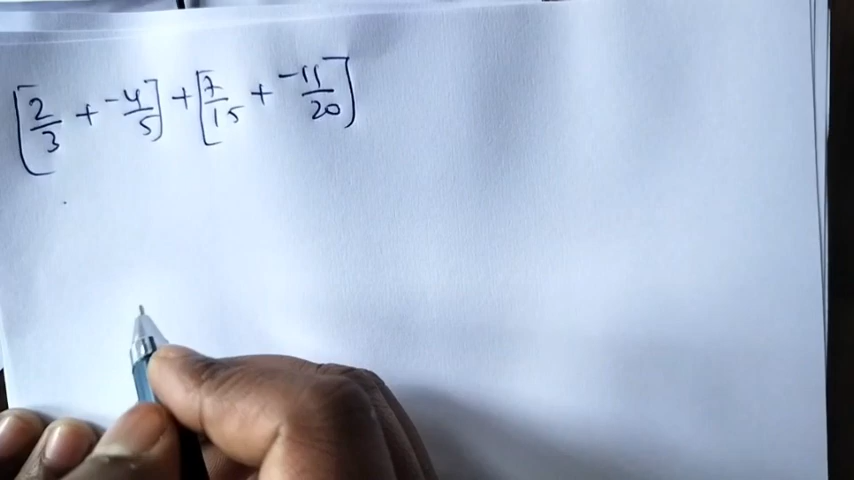 [2/3 + -4/5] + [7/15 + -11/20]